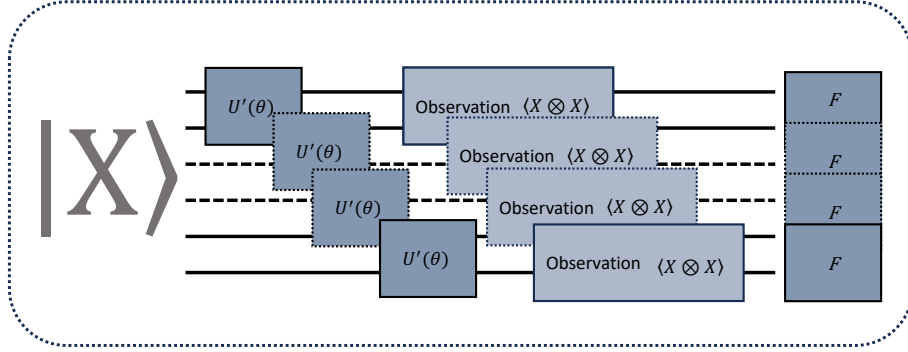 |X⟩
U′(θ)
Observation ⟨X ⊗ X⟩
F
U′(θ)
Observation ⟨X ⊗ X⟩
F
U′(θ)
Observation ⟨X ⊗ X⟩
F
U′(θ)
Observation ⟨X ⊗ X⟩
F